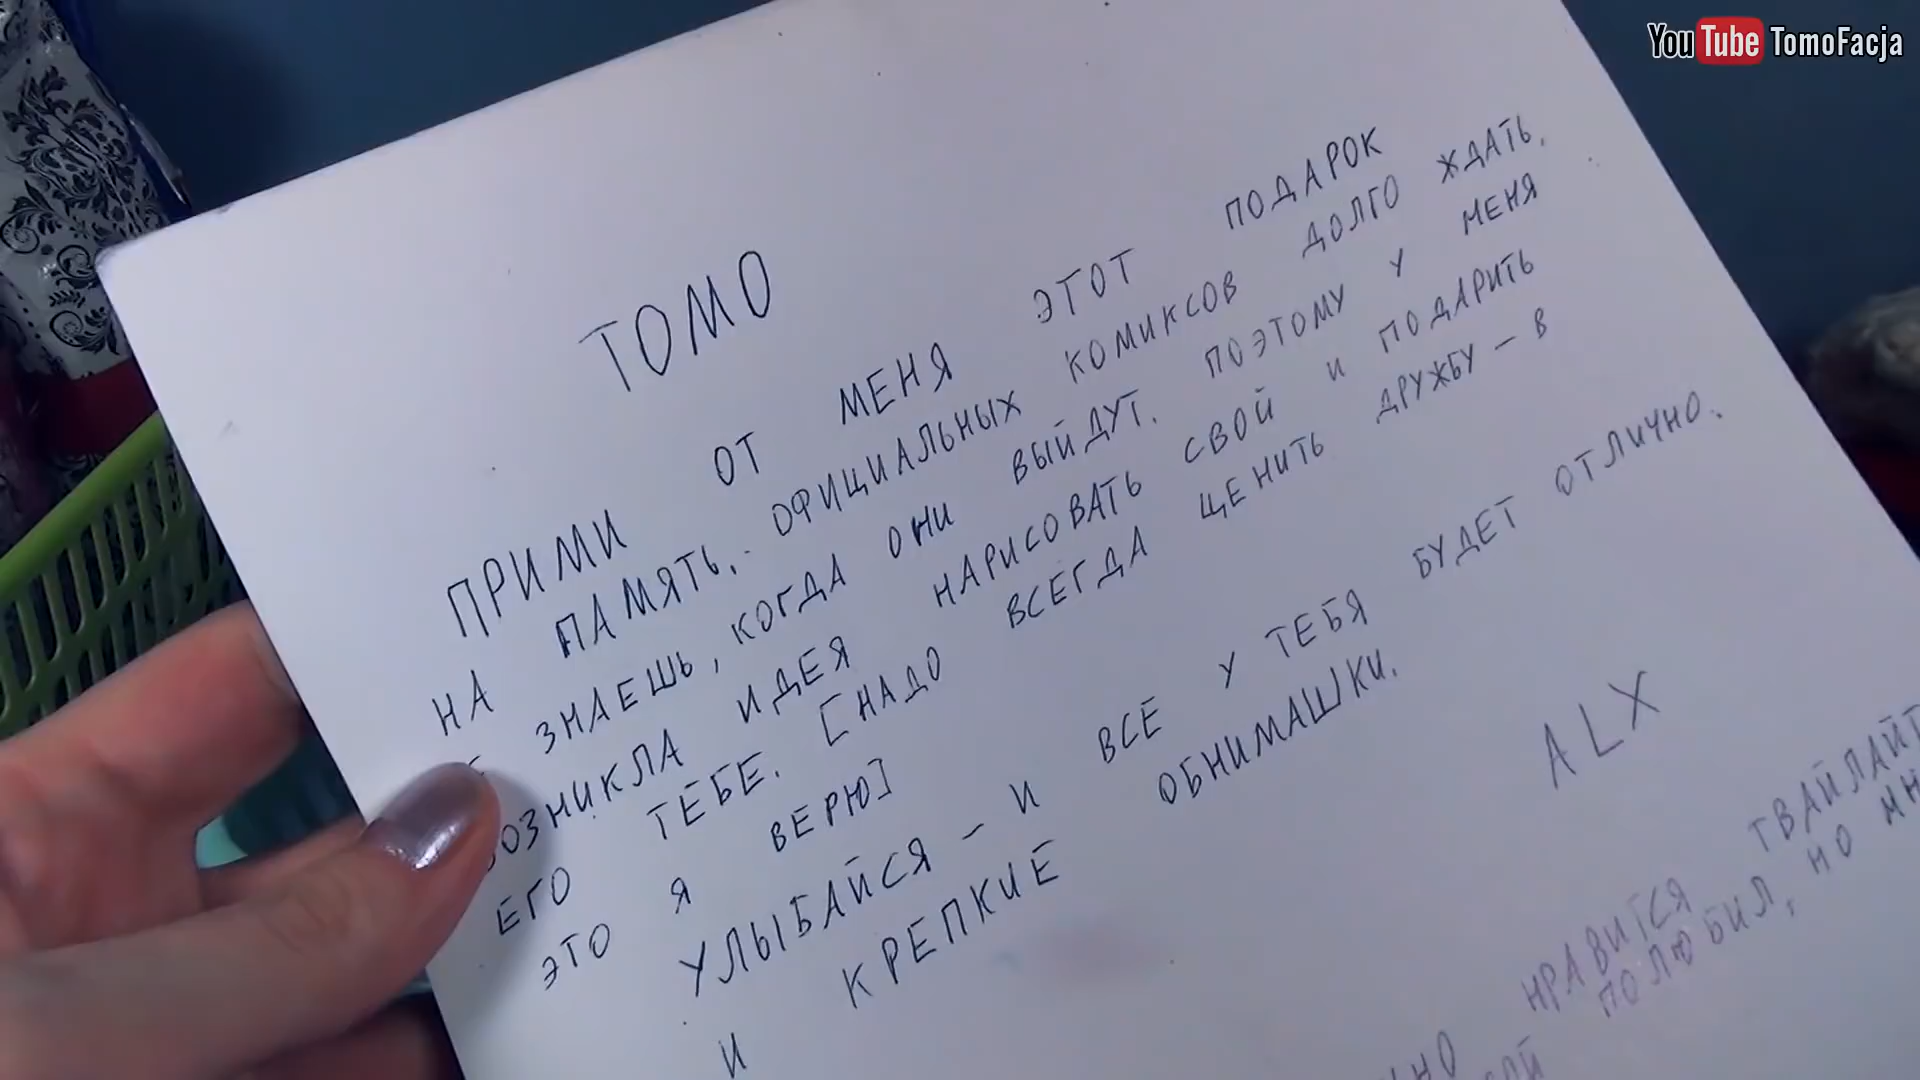 YouTube TomoFacja
ТОМО
ПРИМИ ОТ МЕНЯ ЭТОТ ПОДАРОК
НА ПАМЯТЬ. ОФИЦИАЛЬНЫХ КОМИКСОВ ДОЛГО ЖДАТЬ,
ЗНАЕШЬ, КОГДА ОНИ ВЫЙДУТ. ПОЭТОМУ У МЕНЯ
ВОЗНИКЛА ИДЕЯ НАРИСОВАТЬ СВОЙ И ПОДАРИТЬ
ЕГО ТЕБЕ. [НАДО ВСЕГДА ЦЕНИТЬ ДРУЖБУ – В
ЭТО Я ВЕРЮ]
УЛЫБАЙСЯ – И ВСЕ У ТЕБЯ БУДЕТ ОТЛИЧНО.
И КРЕПКИЕ ОБНИМАШКИ.
ALX
НРАВИТСЯ ТВАЙЛАЙТ
ПОЛЮБИЛ, НО